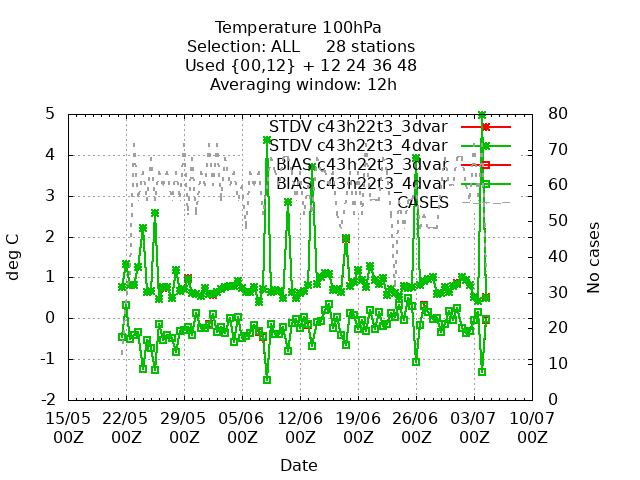 Temperature 100hPa
Selection: ALL 28 stations
Used {00,12} + 12 24 36 48
Averaging window: 12h
5
4
3
2
1
0
-1
-2
deg C
80
70
60
50
40
30
20
10
0
No cases
STDV c43h22t3_3dvar
STDV c43h22t3_4dvar
BIAS c43h22t3_3dvar
BIAS c43h22t3_4dvar
CASES
15/05 22/05 29/05 05/06 12/06 19/06 26/06 03/07 10/07
00Z 00Z 00Z 00Z 00Z 00Z 00Z 00Z 00Z
Date